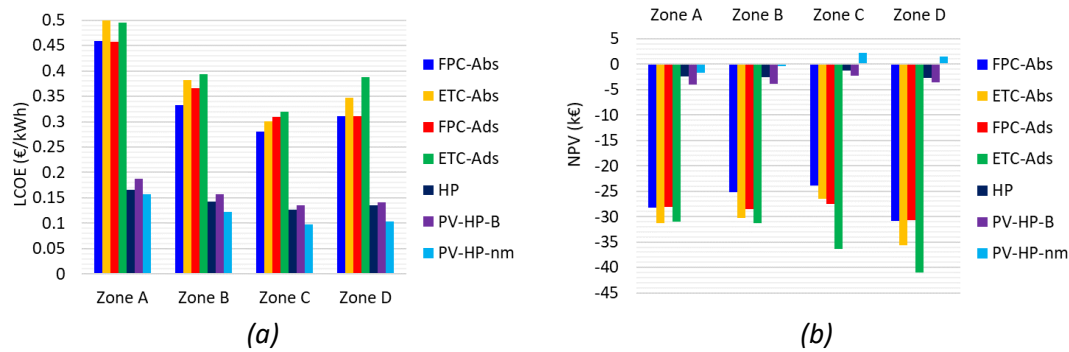 LCOE (€/kWh)
0.5
0.45
0.4
0.35
0.3
0.25
0.2
0.15
0.1
0.05
0
Zone A Zone B Zone C Zone D
FPC-Abs
ETC-Abs
FPC-Ads
ETC-Ads
HP
PV-HP-B
PV-HP-nm
(a)
Zone A Zone B Zone C Zone D
NPV (k€)
5
0
-5
-10
-15
-20
-25
-30
-35
-40
-45
FPC-Abs
ETC-Abs
FPC-Ads
ETC-Ads
HP
PV-HP-B
PV-HP-nm
(b)